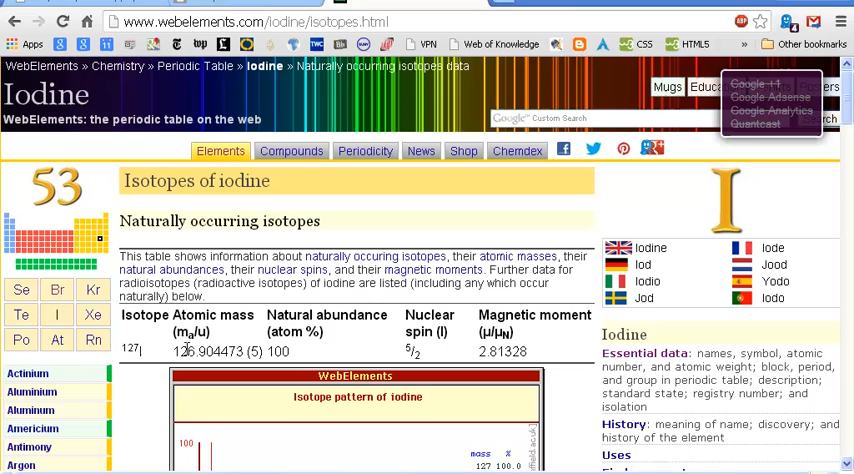 www.webelements.com/iodine/isotopes.html
Apps
VPN
Web of Knowledge
CSS
HTML5
»
Other bookmarks
WebElements » Chemistry » Periodic Table » Iodine » Naturally occurring isotopes data
Iodine
Mugs
Posters
Google +1
Google Adsense
Google Analytics
Quantcast
WebElements: the periodic table on the web
Google™ Custom Search
Elements
Compounds
Periodicity
News
Shop
Chemdex
53
Isotopes of iodine
I
Naturally occurring isotopes
This table shows information about naturally occuring isotopes, their atomic masses, their
natural abundances, their nuclear spins, and their magnetic moments. Further data for
radioisotopes (radioactive isotopes) of iodine are listed (including any which occur
naturally) below.
Isotope Atomic mass (ma/u) Natural abundance (atom %) Nuclear spin (I) Magnetic moment (μ/μN)
127I 126.904473 (5) 100 5/2 2.81328
WebElements
Isotope pattern of iodine
100
mass %
127 100.0
Se Br Kr
Te I Xe
Po At Rn
Actinium
Aluminium
Aluminum
Americium
Antimony
Argon
Iodine
Iode
Iod
Jood
Iodio
Yodo
Jod
Iodo
Iodine
Essential data: names, symbol, atomic
number, and atomic weight; block, period,
and group in periodic table; description;
standard state; registry number; and
isolation
History: meaning of name; discovery; and
history of the element
Uses